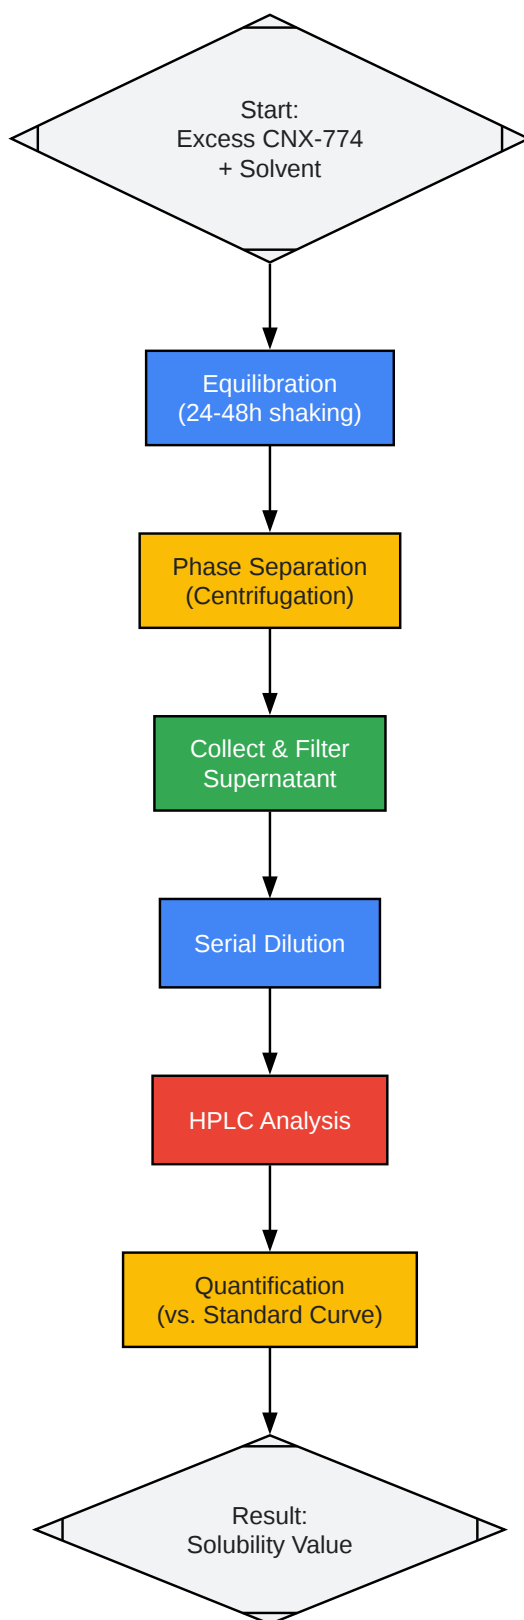 Start:
Excess CNX-774
+ Solvent
Equilibration
(24-48h shaking)
Phase Separation
(Centrifugation)
Collect & Filter
Supernatant
Serial Dilution
HPLC Analysis
Quantification
(vs. Standard Curve)
Result:
Solubility Value